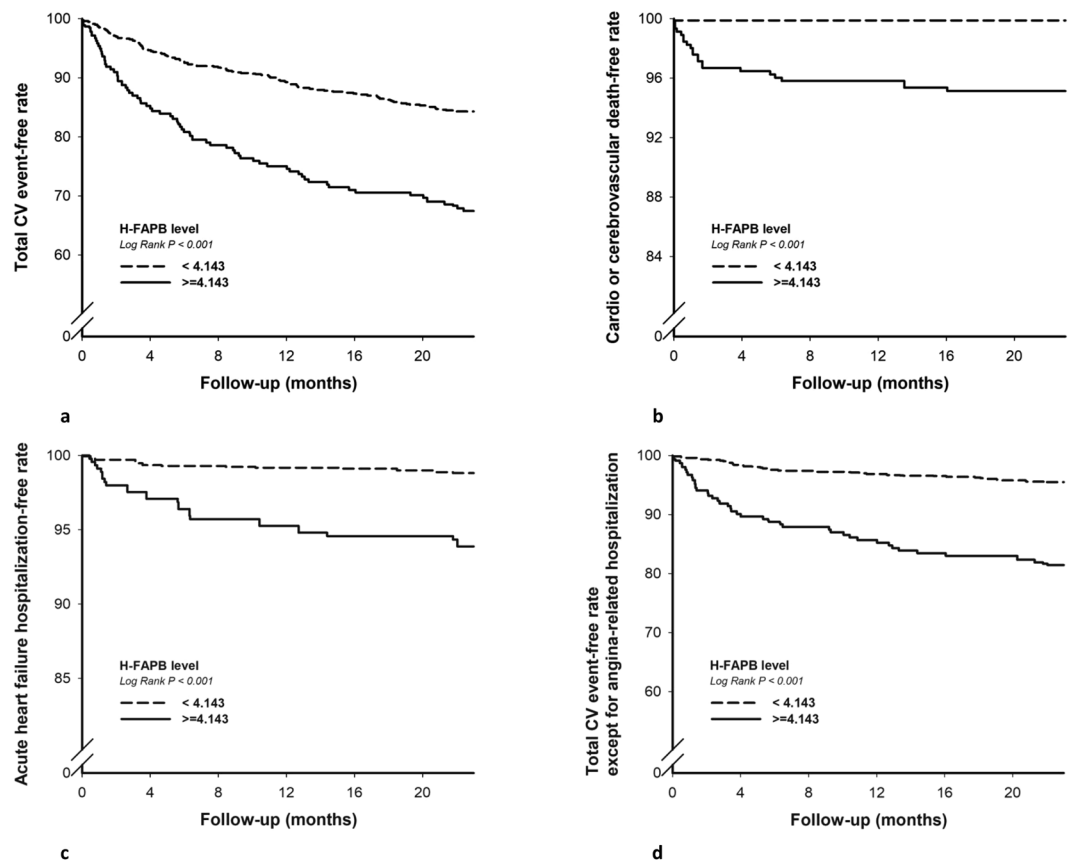 Total CV event-free rate
100
90
80
70
60
0
H-FAPB level
Log Rank P < 0.001
< 4.143
>=4.143
0 4 8 12 16 20
Follow-up (months)
a
Cardio or cerebrovascular death-free rate
100
96
92
88
84
0
H-FAPB level
Log Rank P < 0.001
< 4.143
>=4.143
0 4 8 12 16 20
Follow-up (months)
b
Acute heart failure hospitalization-free rate
100
95
90
85
0
H-FAPB level
Log Rank P < 0.001
< 4.143
>=4.143
0 4 8 12 16 20
Follow-up (months)
c
Total CV event-free rate
except for angina-related hospitalization
100
90
80
70
60
0
H-FAPB level
Log Rank P < 0.001
< 4.143
>=4.143
0 4 8 12 16 20
Follow-up (months)
d